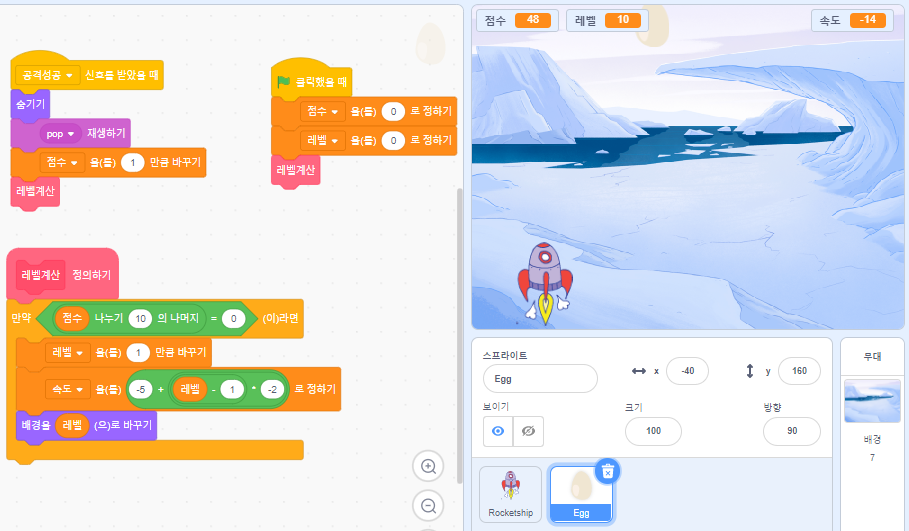 점수 48 레벨 10 속도 -14
공격성공 신호를 받았을 때
숨기기
pop 재생하기
점수 을(를) 1 만큼 바꾸기
레벨계산
클릭했을 때
점수 을(를) 0 로 정하기
레벨 을(를) 0 로 정하기
레벨계산
레벨계산 정의하기
만약 점수 나누기 10 의 나머지 = 0 (이)라면
레벨 을(를) 1 만큼 바꾸기
속도 을(를) -5 + 레벨 - 1 * -2 로 정하기
배경을 레벨 (으)로 바꾸기
스프라이트
Egg
x -40 y 160
보이기 크기 방향
100 90
Rocketship
Egg
무대
배경
7